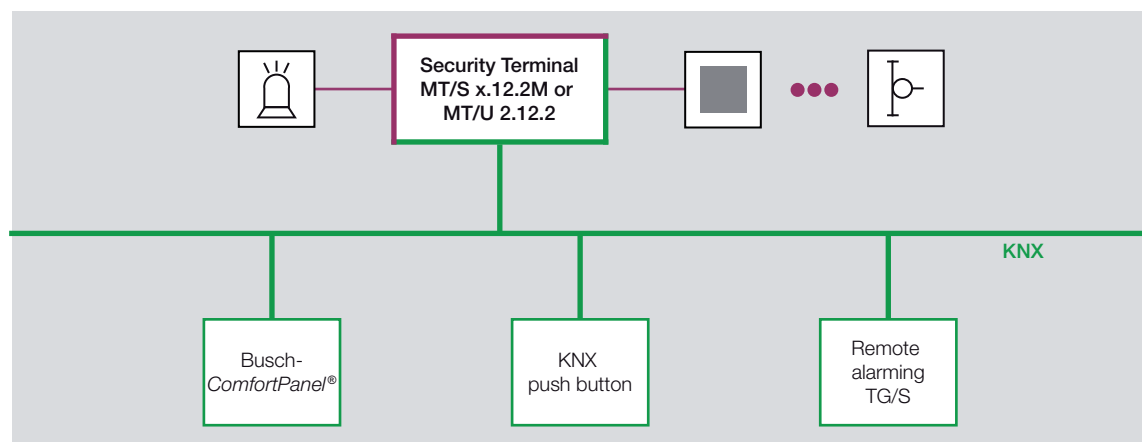 Security Terminal
MT/S x.12.2M or
MT/U 2.12.2
KNX
Busch-
ComfortPanel®
KNX
push button
Remote
alarming
TG/S